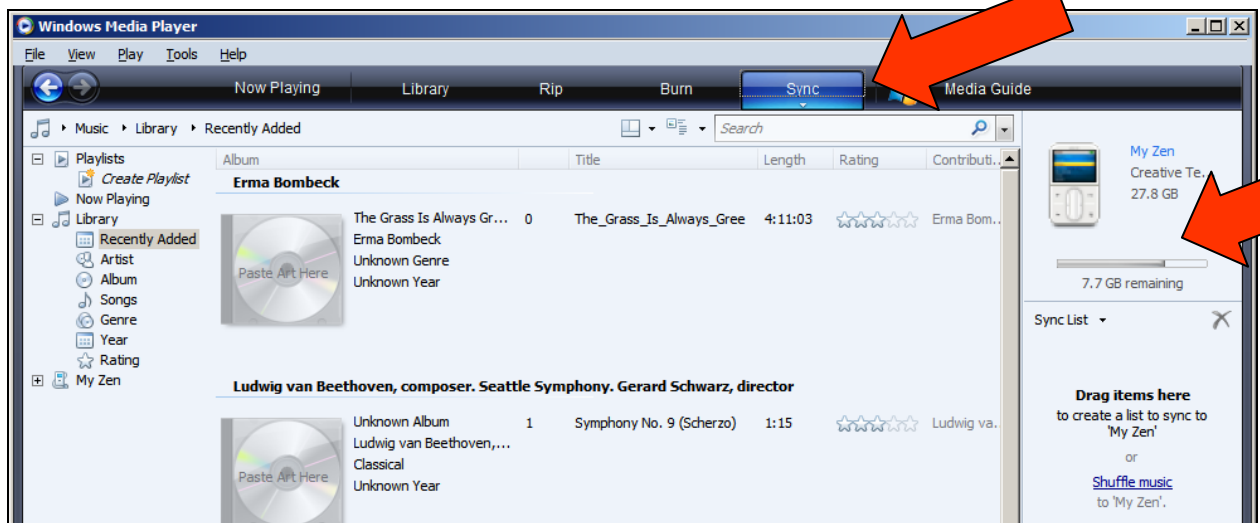 Windows Media Player
File View Play Tools Help
Now Playing Library Rip Burn Sync Media Guide
Music Library Recently Added Search
Playlists
Create Playlist
Now Playing
Library
Recently Added
Artist
Album
Songs
Genre
Year
Rating
My Zen
Album Title Length Rating Contributi...
Erma Bombeck
Paste Art Here
The Grass Is Always Gr... 0 The_Grass_Is_Always_Gree 4:11:03 Erma Bom...
Erma Bombeck
Unknown Genre
Unknown Year
Ludwig van Beethoven, composer. Seattle Symphony. Gerard Schwarz, director
Paste Art Here
Unknown Album 1 Symphony No. 9 (Scherzo) 1:15 Ludwig va...
Ludwig van Beethoven,...
Classical
Unknown Year
My Zen
Creative Te...
27.8 GB
7.7 GB remaining
Sync List
Drag items here
to create a list to sync to
'My Zen'
or
Shuffle music
to 'My Zen'.